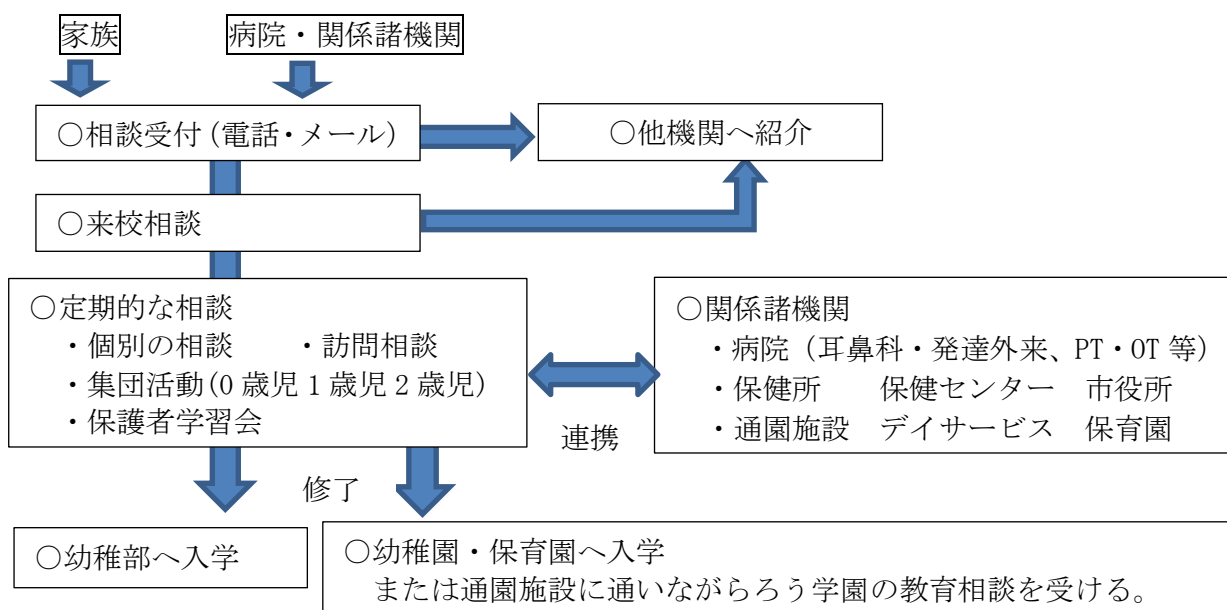 家族
病院・関係諸機関
○相談受付(電話・メール)
○他機関へ紹介
○来校相談
○定期的な相談
・個別の相談　・訪問相談
・集団活動(0歳児1歳児2歳児)
・保護者学習会
連携
○関係諸機関
・病院（耳鼻科・発達外来、PT・OT等）
・保健所　保健センター　市役所
・通園施設　デイサービス　保育園
修了
○幼稚部へ入学
○幼稚園・保育園へ入学
または通園施設に通いながらろう学園の教育相談を受ける。